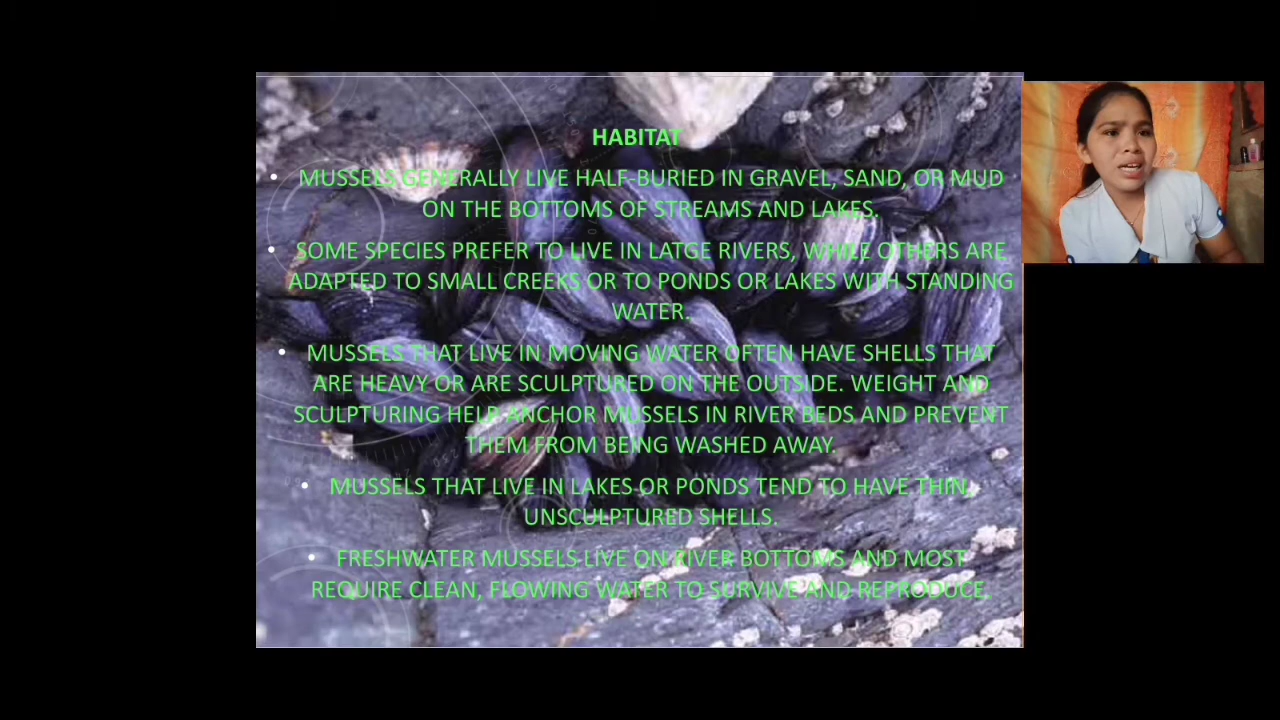 HABITAT
• MUSSELS GENERALLY LIVE HALF-BURIED IN GRAVEL, SAND, OR MUD
ON THE BOTTOMS OF STREAMS AND LAKES.
• SOME SPECIES PREFER TO LIVE IN LATGE RIVERS, WHILE OTHERS ARE
ADAPTED TO SMALL CREEKS OR TO PONDS OR LAKES WITH STANDING
WATER.
• MUSSELS THAT LIVE IN MOVING WATER OFTEN HAVE SHELLS THAT
ARE HEAVY OR ARE SCULPTURED ON THE OUTSIDE. WEIGHT AND
SCULPTURING HELP ANCHOR MUSSELS IN RIVER BEDS AND PREVENT
THEM FROM BEING WASHED AWAY.
• MUSSELS THAT LIVE IN LAKES OR PONDS TEND TO HAVE THIN,
UNSCULPTURED SHELLS.
• FRESHWATER MUSSELS LIVE ON RIVER BOTTOMS AND MOST
REQUIRE CLEAN, FLOWING WATER TO SURVIVE AND REPRODUCE.